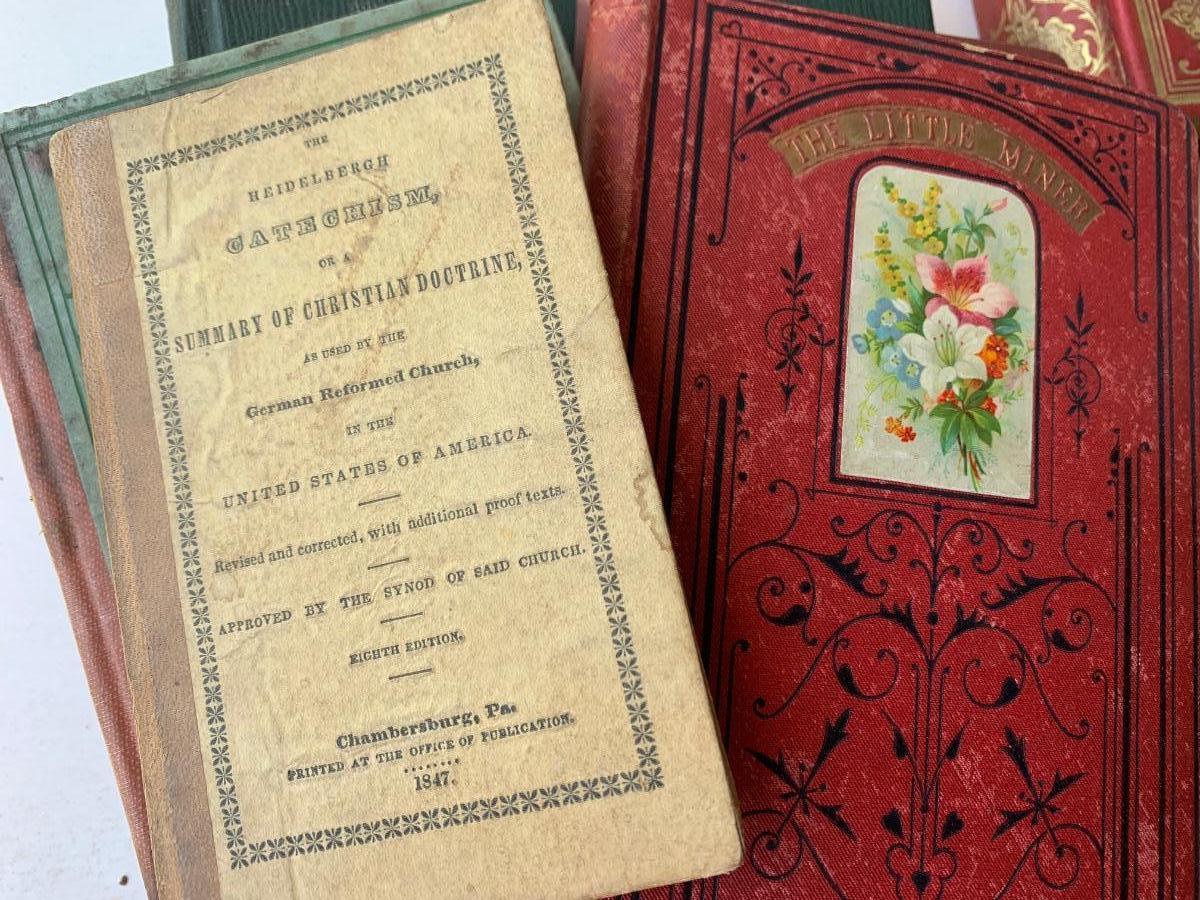 THE
HEIDELBERGH
CATECHISM,
OR A
SUMMARY OF CHRISTIAN DOCTRINE,
AS USED BY THE
German Reformed Church,
IN THE
UNITED STATES OF AMERICA.
Revised and corrected, with additional proof texts.
APPROVED BY THE SYNOD OF SAID CHURCH.
EIGHTH EDITION.
Chambersburg, Pa.
PRINTED AT THE OFFICE OF PUBLICATION.
........
1847.
THE LITTLE MINER